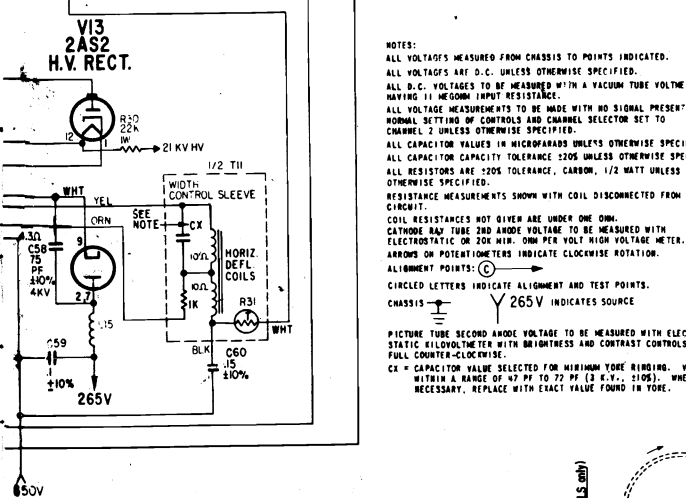 V13
2AS2
H.V. RECT.
R30
22K
1W
12
1
21 KV HV
1/2 T11
WIDTH
CONTROL SLEEVE
WHT
YEL
ORN
SEE
NOTE
CX
.3Ω
C58
75
PF
±10%
4KV
9
2,7
10Ω
10Ω
HORIZ.
DEFL.
COILS
1K
R31
WHT
L15
C59
.1
±10%
265V
BLK
C60
.15
±10%
NOTES:
ALL VOLTAGES MEASURED FROM CHASSIS TO POINTS INDICATED.
ALL VOLTAGES ARE D.C. UNLESS OTHERWISE SPECIFIED.
ALL D.C. VOLTAGES TO BE MEASURED WITH A VACUUM TUBE VOLTME
HAVING 11 MEGOHM INPUT RESISTANCE.
ALL VOLTAGE MEASUREMENTS TO BE MADE WITH NO SIGNAL PRESENT
NORMAL SETTING OF CONTROLS AND CHANNEL SELECTOR SET TO
CHANNEL 2 UNLESS OTHERWISE SPECIFIED.
ALL CAPACITOR VALUES IN MICROFARADS UNLESS OTHERWISE SPECI
ALL CAPACITOR CAPACITY TOLERANCE ±20% UNLESS OTHERWISE SPE
ALL RESISTORS ARE ±20% TOLERANCE, CARBON, 1/2 WATT UNLESS
OTHERWISE SPECIFIED.
RESISTANCE MEASUREMENTS SHOWN WITH COIL DISCONNECTED FROM
CIRCUIT.
COIL RESISTANCES NOT GIVEN ARE UNDER ONE OHM.
CATHODE RAY TUBE 2ND ANODE VOLTAGE TO BE MEASURED WITH
ELECTROSTATIC OR 20K MIN. OHM PER VOLT HIGH VOLTAGE METER.
ARROWS ON POTENTIOMETERS INDICATE CLOCKWISE ROTATION.
ALIGNMENT POINTS: C
CIRCLED LETTERS INDICATE ALIGNMENT AND TEST POINTS.
CHASSIS 265V INDICATES SOURCE
PICTURE TUBE SECOND ANODE VOLTAGE TO BE MEASURED WITH ELEC
STATIC KILOVOLTMETER WITH BRIGHTNESS AND CONTRAST CONTROLS
FULL COUNTER-CLOCKWISE.
CX = CAPACITOR VALUE SELECTED FOR MINIMUM YOKE RINGING. V
WITHIN A RANGE OF 47 PF TO 72 PF (3 K.V., ±10%). WHE
NECESSARY, REPLACE WITH EXACT VALUE FOUND IN YOKE.
LS only)